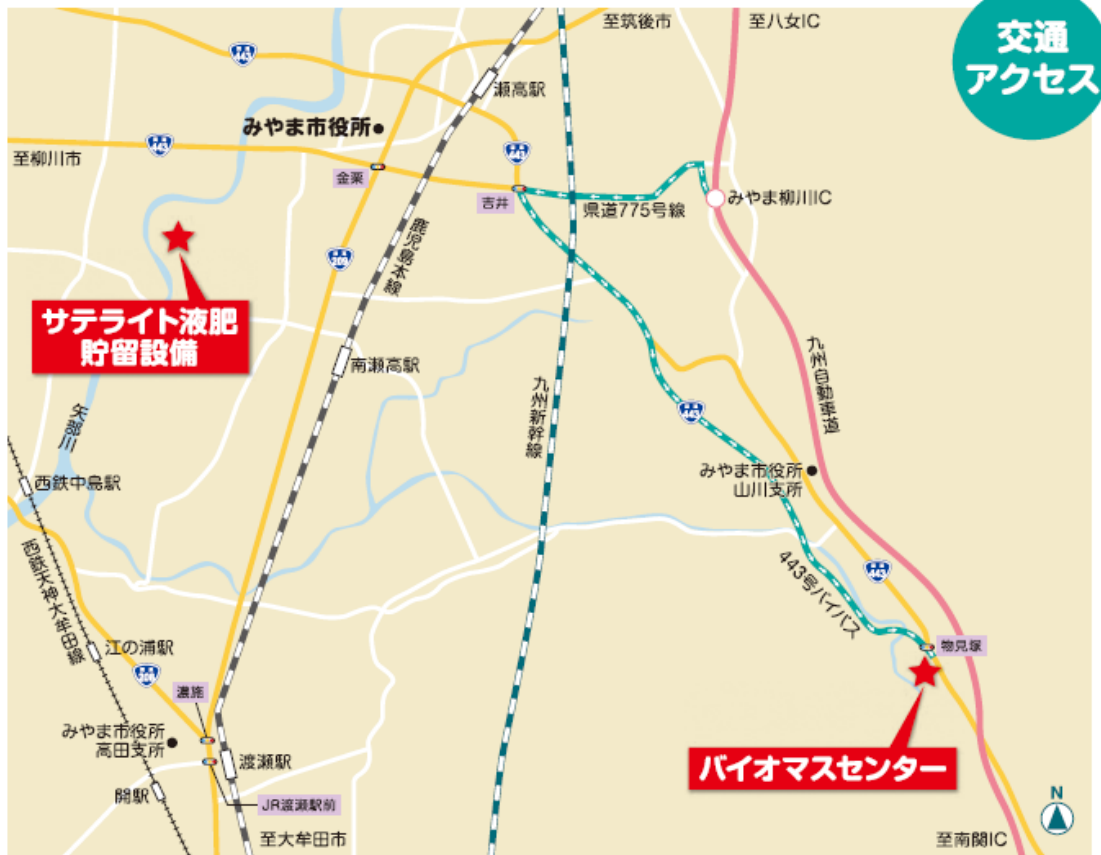 交通
アクセス
至筑後市
至八女IC
443
瀬高駅
みやま市役所
443
443
至柳川市
金栗
吉井
県道775号線
みやま柳川IC
鹿児島本線
209
サテライト液肥
貯留設備
南瀬高駅
九州新幹線
九州自動車道
矢部川
443
みやま市役所
山川支所
西鉄中島駅
西鉄天神大牟田線
443号バイパス
443
江の浦駅
208
濃施
物見塚
みやま市役所
高田支所
渡瀬駅
バイオマスセンター
開駅
JR渡瀬駅前
N
至大牟田市
至南関IC